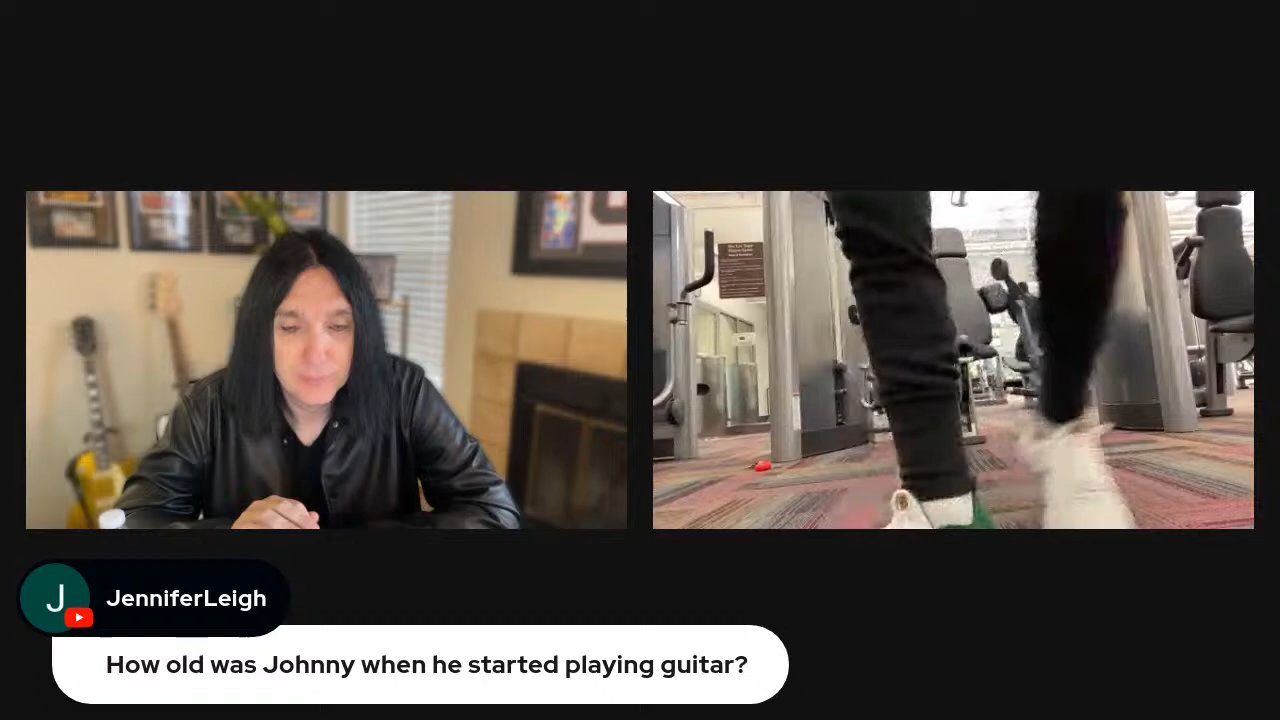 J
JenniferLeigh
How old was Johnny when he started playing guitar?